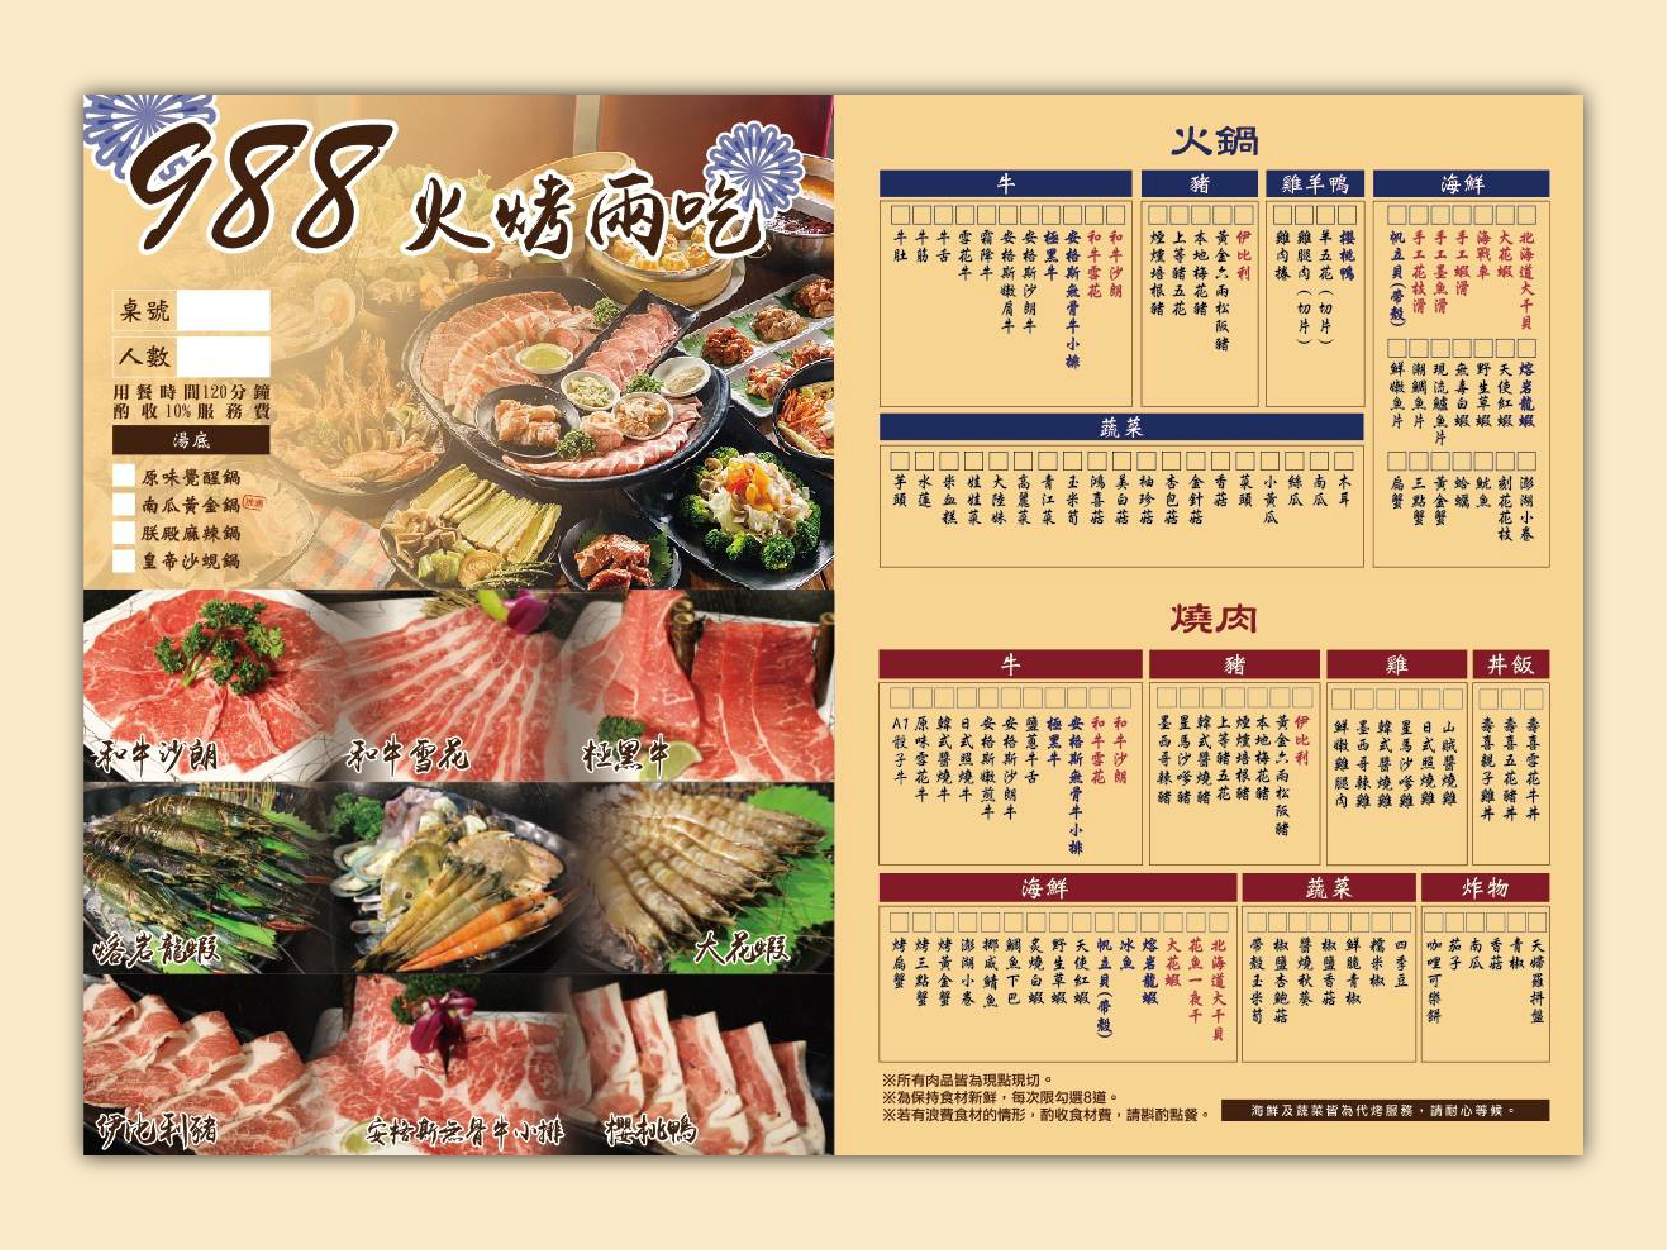 988 火烤兩吃
桌號
人數
用餐時間120分鐘
酌收10%服務費
湯底
原味覺醒鍋
南瓜黃金鍋
朕殿麻辣鍋
皇帝沙蜆鍋
和牛沙朗
和牛雪花
極黑牛
熔岩龍蝦
大花蝦
伊比利豬
安格斯無骨牛小排
櫻桃鴨
火鍋
牛
牛肚
牛筋
牛舌
雪花牛
霜降牛
安格斯嫩肩牛
安格斯沙朗牛
極黑牛
安格斯無骨牛小排
和牛雪花
和牛沙朗
豬
煙燻培根豬
上等豬五花
本地梅花豬
黃金六兩松阪豬
伊比利
雞羊鴨
雞肉捲
雞腿肉(切片)
羊五花(切片)
櫻桃鴨
海鮮
帆立貝(帶殼)
手工花枝滑
手工墨魚滑
手工蝦滑
海戰車
大花蝦
北海道大干貝
鮮嫩魚片
潮鯛魚片
現流鱸魚片
無毒白蝦
野生草蝦
天使紅蝦
熔岩龍蝦
扁蟹
三點蟹
黃金蟹
蛤蠣
魷魚
刻花花枝
澎湖小卷
蔬菜
芋頭
水蓮
米血糕
娃娃菜
大陸妹
高麗菜
青江菜
玉米筍
鴻喜菇
美白菇
柚珍菇
杏包菇
金針菇
香菇
菜頭
小黃瓜
絲瓜
南瓜
木耳
燒肉
牛
A1骰子牛
原味雪花牛
韓式醬燒牛
日式照燒牛
安格斯嫩煎牛
安格斯沙朗牛
鹽蔥牛舌
極黑牛
安格斯無骨牛小排
和牛雪花
和牛沙朗
豬
墨西哥辣豬
星馬沙嗲豬
韓式醬燒豬
上等豬五花
煙燻培根豬
本地梅花豬
黃金六兩松阪豬
伊比利
雞
鮮嫩雞腿肉
墨西哥辣雞
韓式醬燒雞
星馬沙嗲雞
日式照燒雞
山賊醬燒雞
丼飯
壽喜親子雞丼
壽喜五花豬丼
壽喜雪花牛丼
海鮮
烤扁蟹
烤三點蟹
烤黃金蟹
澎湖小卷
挪威鯖魚
鯛魚下巴
炙燒白蝦
野生草蝦
天使紅蝦
帆立貝(帶殼)
冰魚
熔岩龍蝦
大花蝦
花魚一夜干
北海道大干貝
蔬菜
帶殼玉米筍
椒鹽杏鮑菇
醬燒秋葵
椒鹽香菇
鮮脆青椒
糯米椒
四季豆
炸物
咖哩可樂餅
茄子
南瓜
香菇
青椒
天婦羅拼盤
※所有肉品皆為現點現切。
※為保持食材新鮮，每次限勾選8道。
※若有浪費食材的情形，酌收食材費，請斟酌點餐。
海鮮及蔬菜皆為代烤服務，請耐心等候。